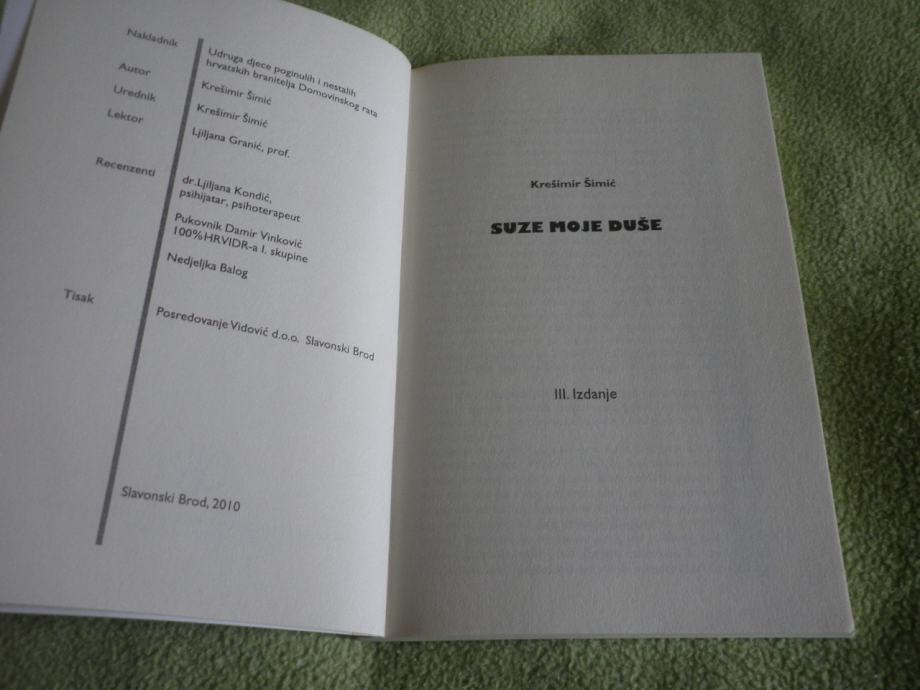 Nakladnik
Udruga djece poginulih i nestalih
hrvatskih branitelja Domovinskog rata
Autor
Krešimir Šimić
Urednik
Krešimir Šimić
Lektor
Ljiljana Granić, prof.
Recenzenti
dr.Ljiljana Kondić,
psihijatar, psihoterapeut
Pukovnik Damir Vinković
100%HRVIDR-a I. skupine
Nedjeljka Balog
Tisak
Posredovanje Vidović d.o.o. Slavonski Brod
Slavonski Brod, 2010
Krešimir Šimić
SUZE MOJE DUŠE
III. Izdanje